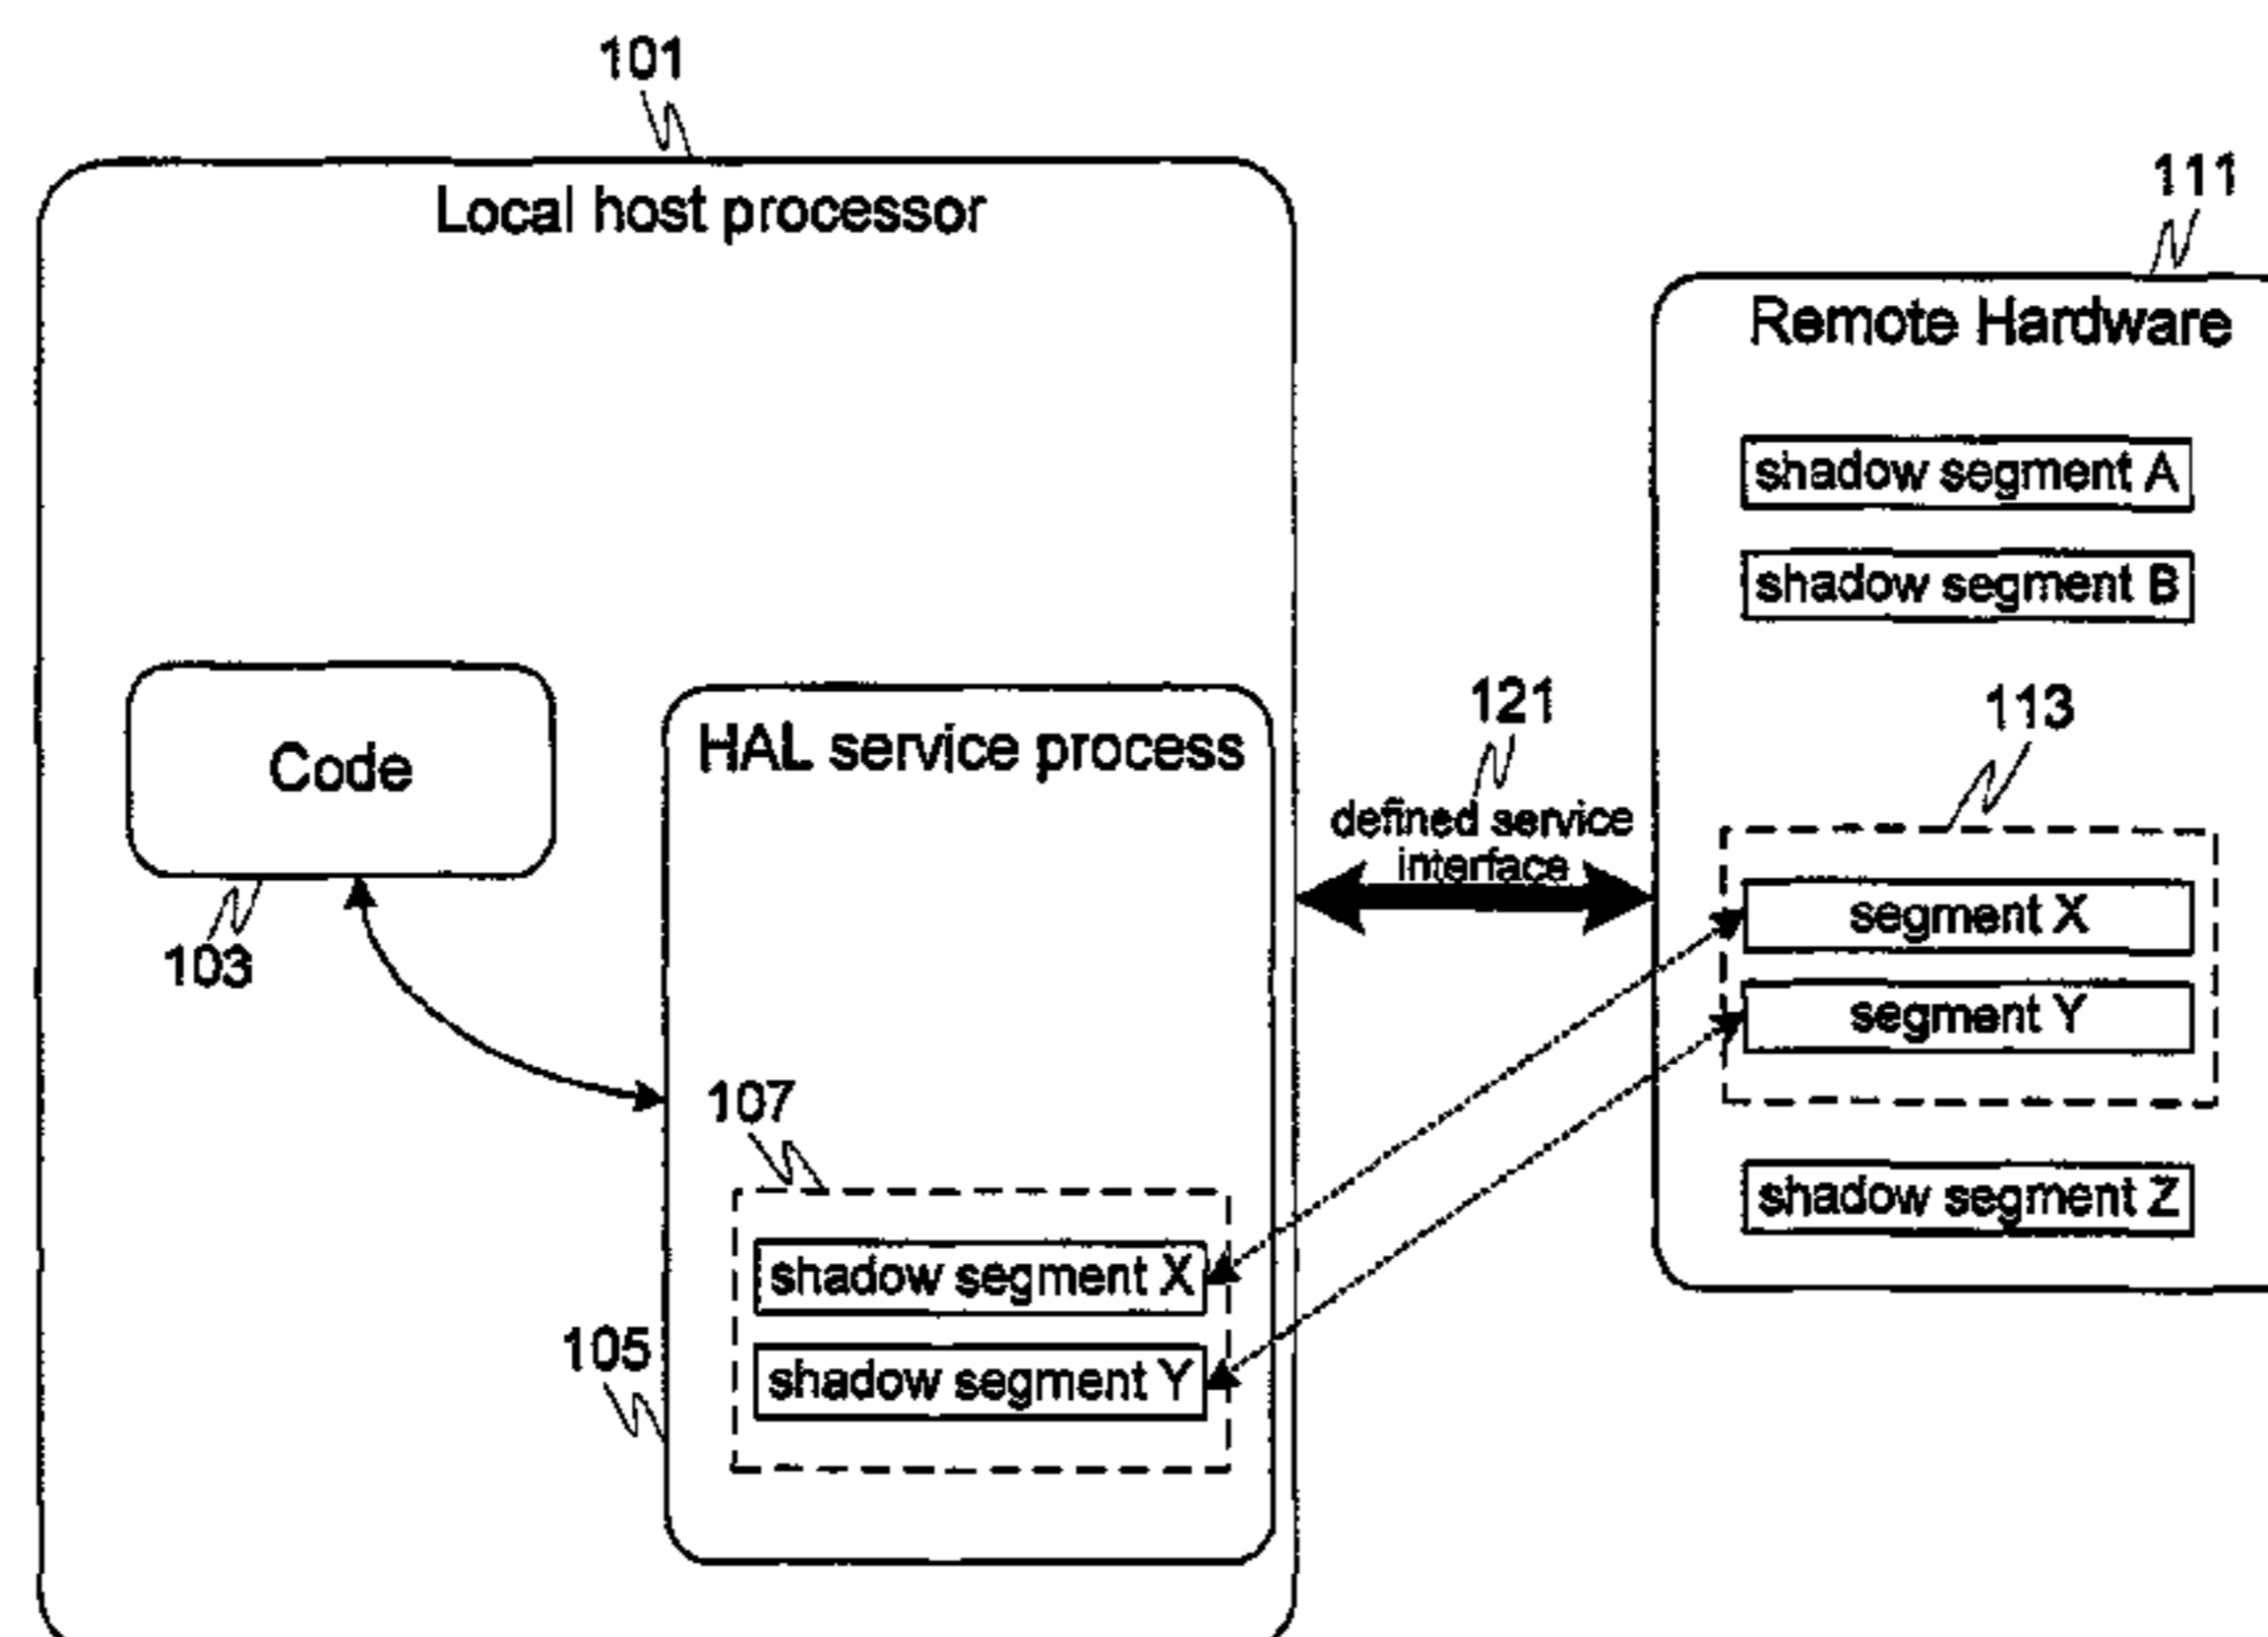 101
Local host processor
111
Remote Hardware
shadow segment A
shadow segment B
Code
103
HAL service process
121
defined service
interface
113
segment X
segment Y
shadow segment Z
107
shadow segment X
shadow segment Y
105